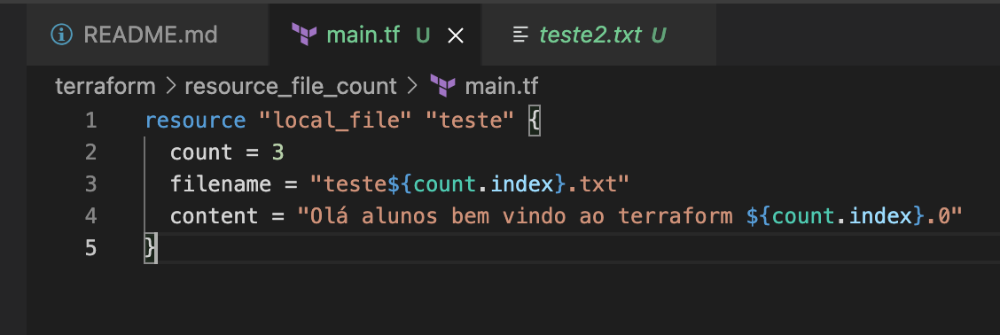 README.md main.tf U teste2.txt U
terraform > resource_file_count > main.tf
1 resource "local_file" "teste" {
2 count = 3
3 filename = "teste${count.index}.txt"
4 content = "Olá alunos bem vindo ao terraform ${count.index}.0"
5 }